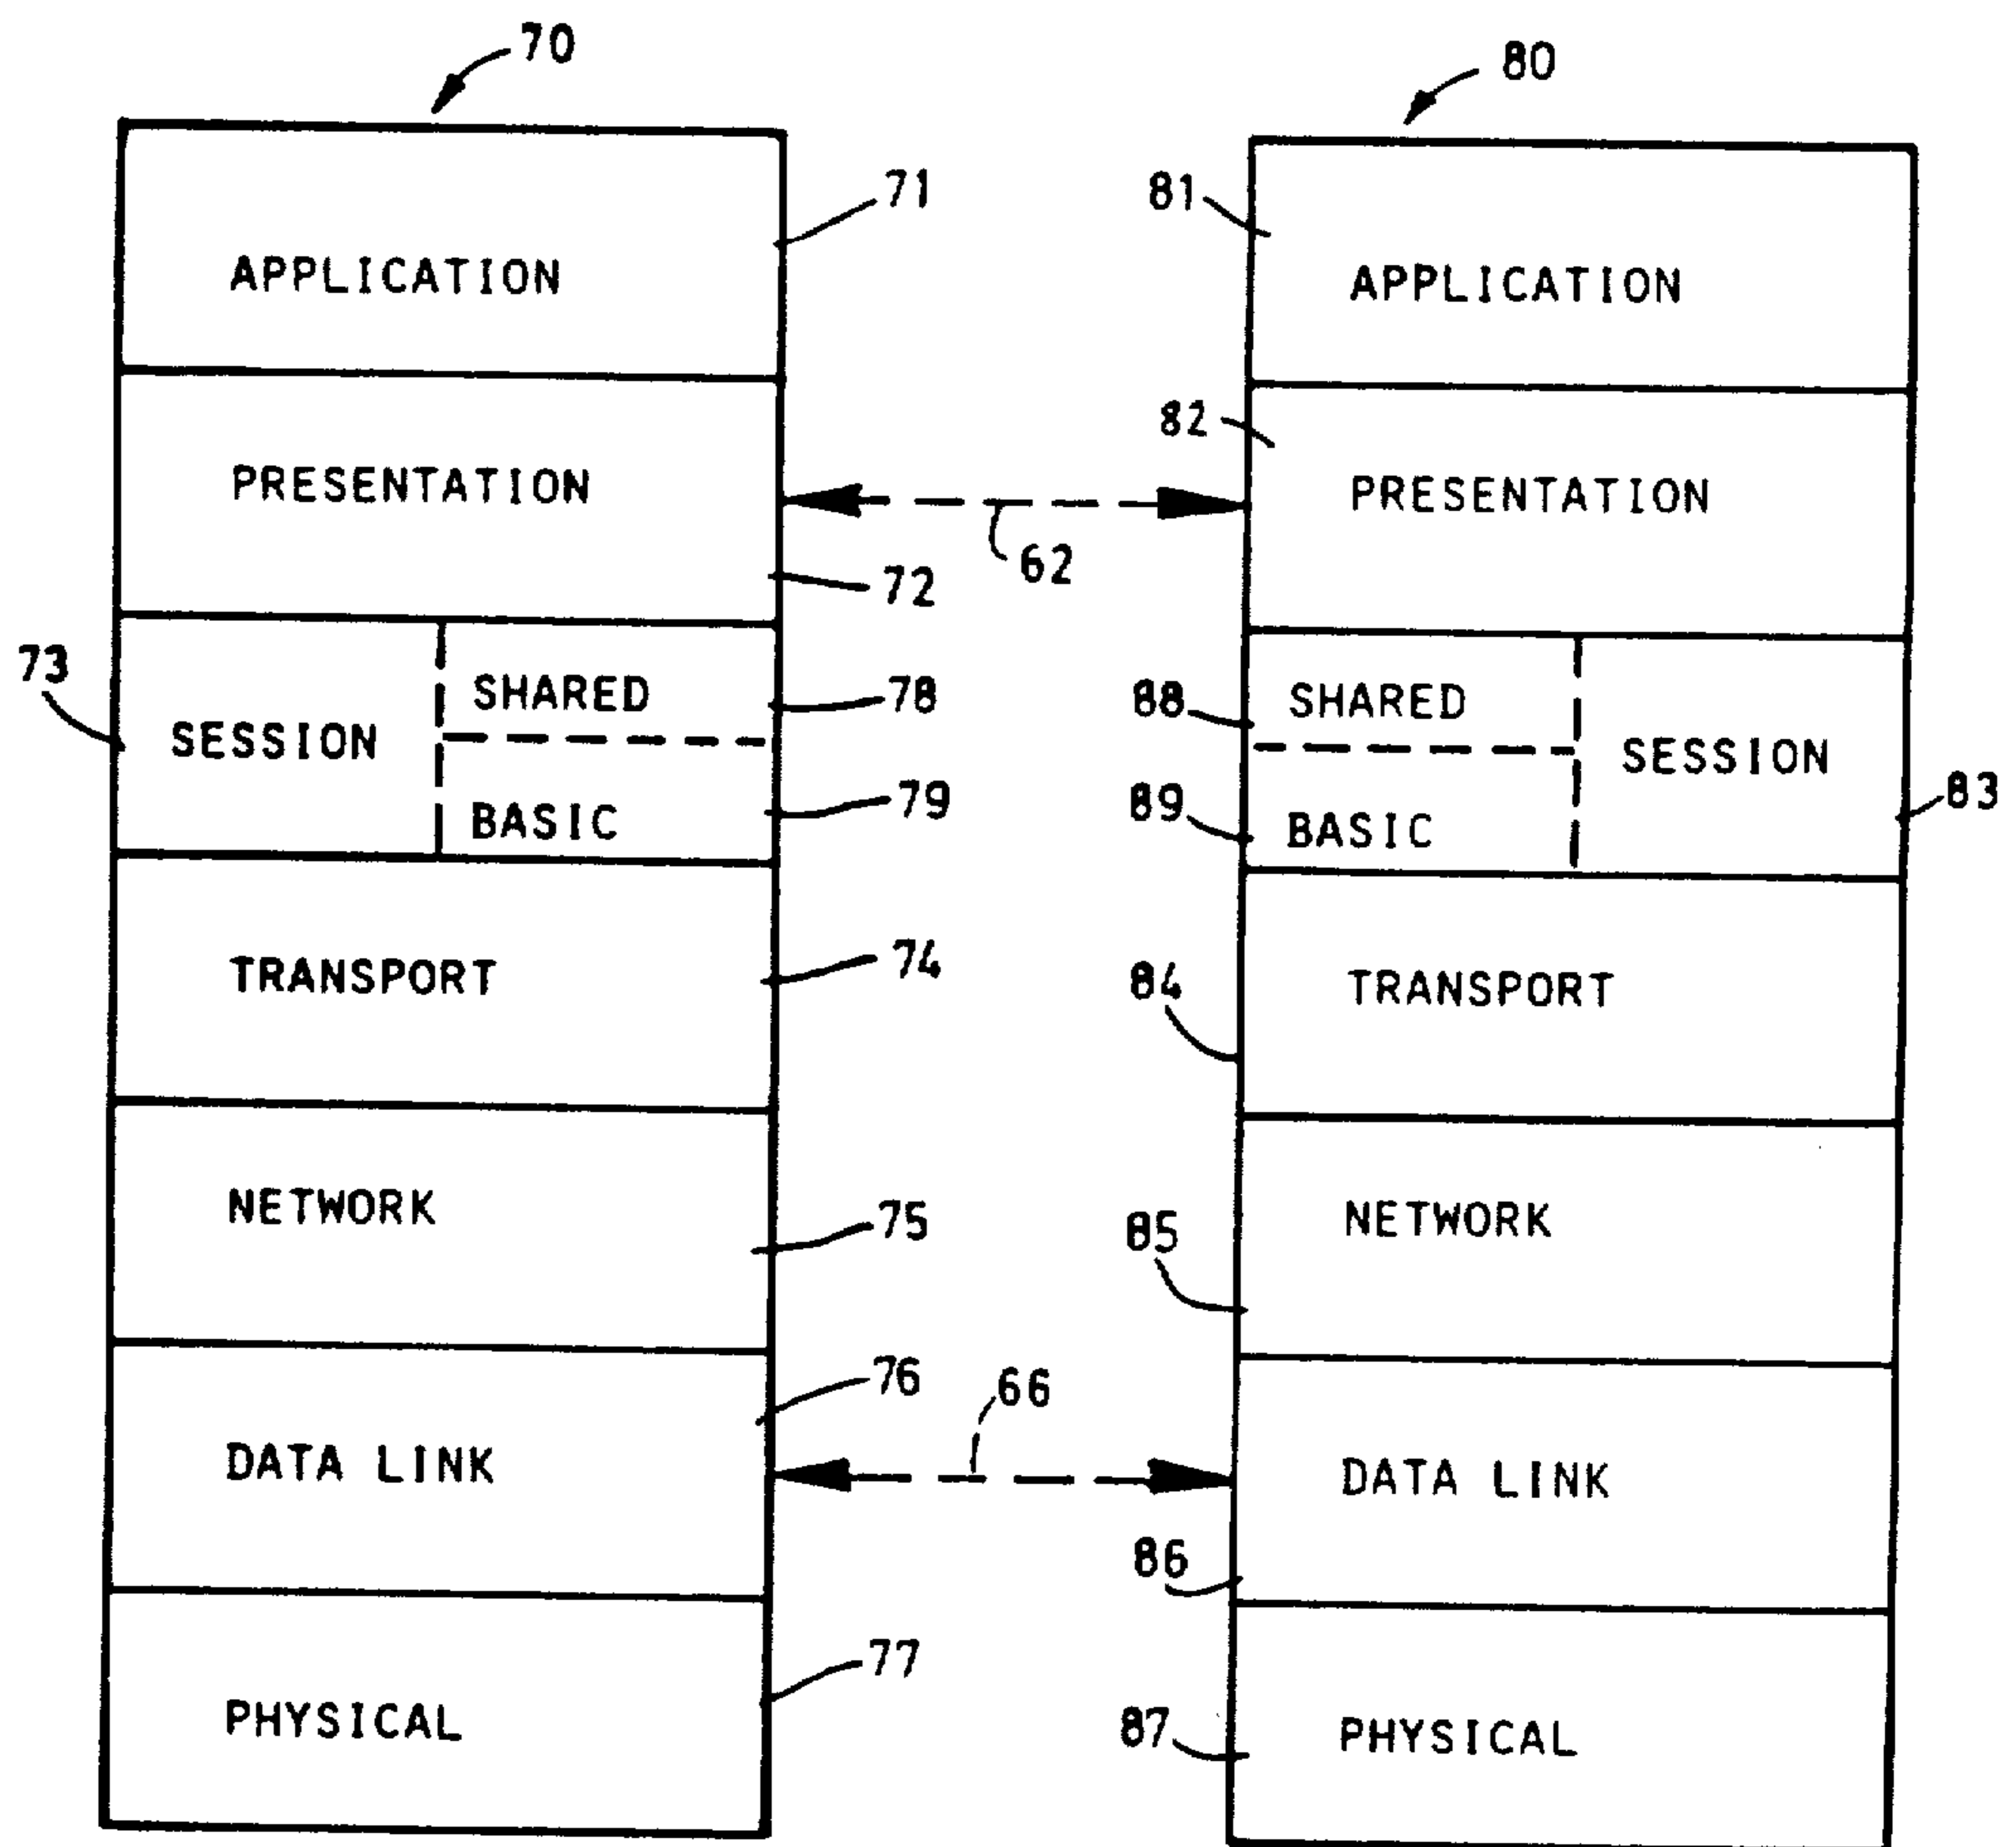 70
80
71
81
APPLICATION
APPLICATION
82
PRESENTATION
PRESENTATION
62
72
73
SHARED
78
88
SHARED
SESSION
SESSION
79
89
83
BASIC
BASIC
74
84
TRANSPORT
TRANSPORT
NETWORK
75
85
NETWORK
76
66
DATA LINK
DATA LINK
86
77
PHYSICAL
87
PHYSICAL